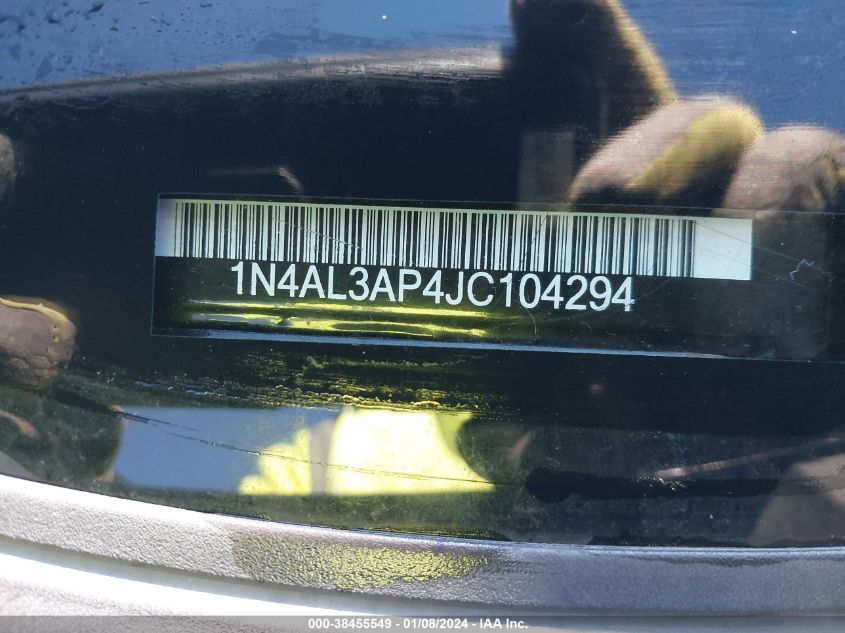 1N4AL3AP4JC104294
000-38455549 - 01/08/2024 - IAA Inc.